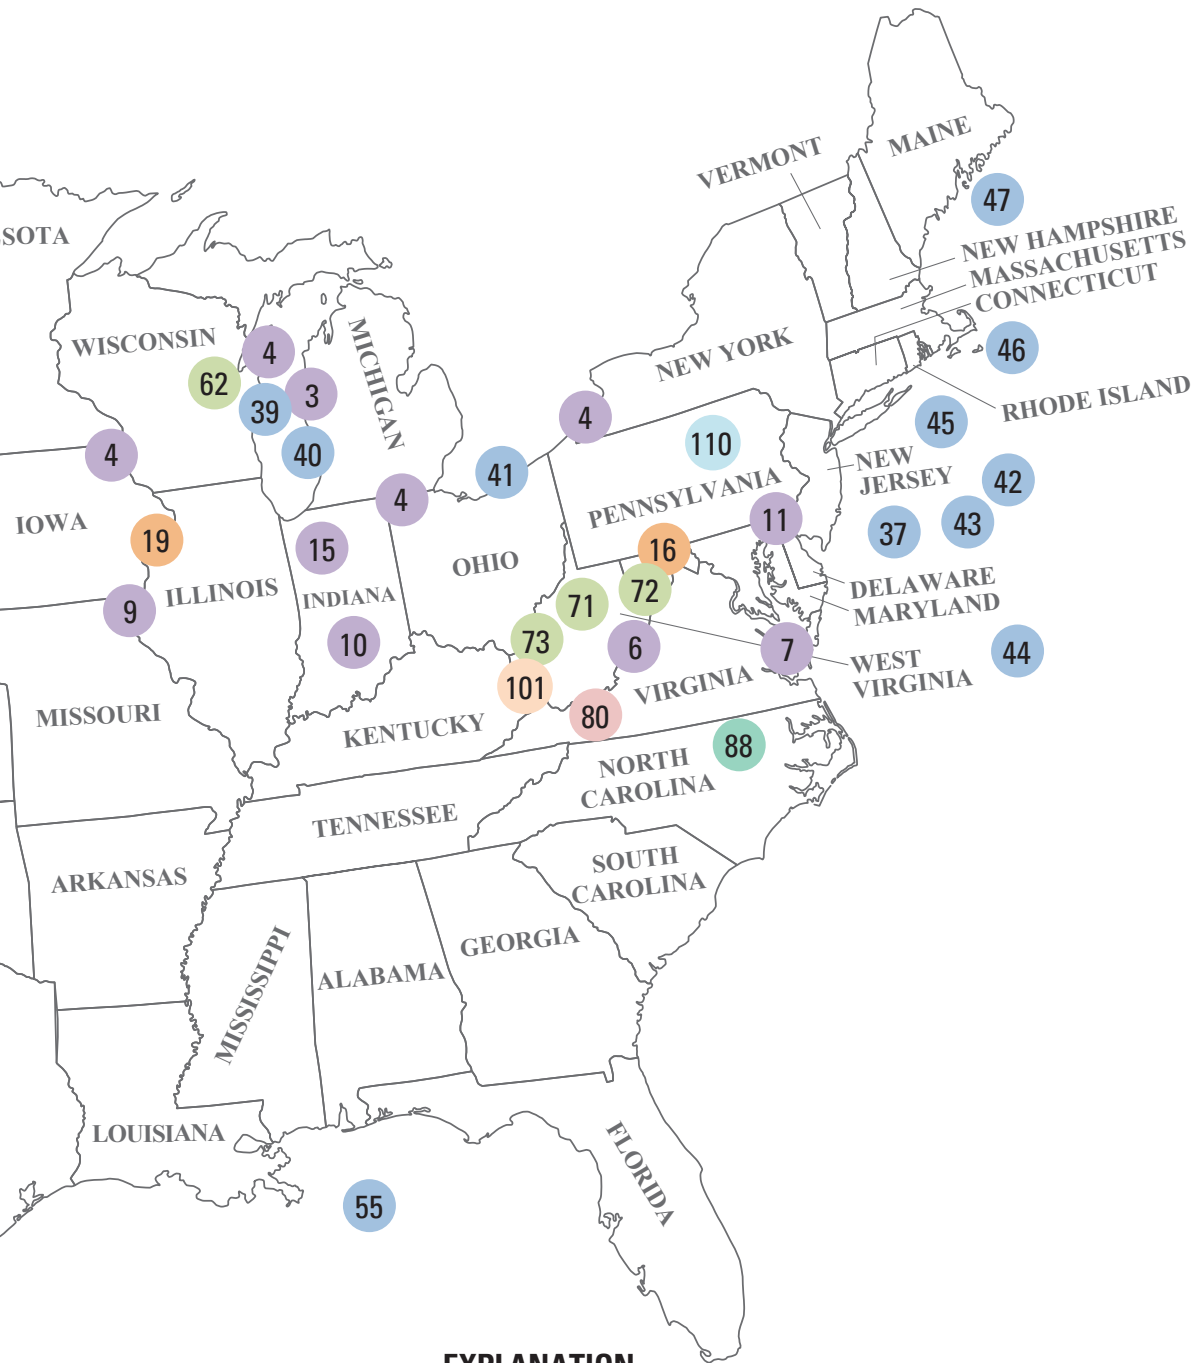 MAINE
VERMONT
47
SOTA
NEW HAMPSHIRE
MASSACHUSETTS
CONNECTICUT
WISCONSIN
MICHIGAN
NEW YORK
4
62
3
39
46
RHODE ISLAND
4
45
110
40
4
41
NEW
JERSEY
42
4
PENNSYLVANIA
11
37
43
IOWA
19
15
OHIO
16
ILLINOIS
INDIANA
72
71
DELAWARE
MARYLAND
9
10
73
6
7
44
WEST
VIRGINIA
101
VIRGINIA
MISSOURI
KENTUCKY
80
88
NORTH
CAROLINA
TENNESSEE
ARKANSAS
SOUTH
CAROLINA
GEORGIA
MISSISSIPPI
ALABAMA
LOUISIANA
FLORIDA
55
EXPLANATION